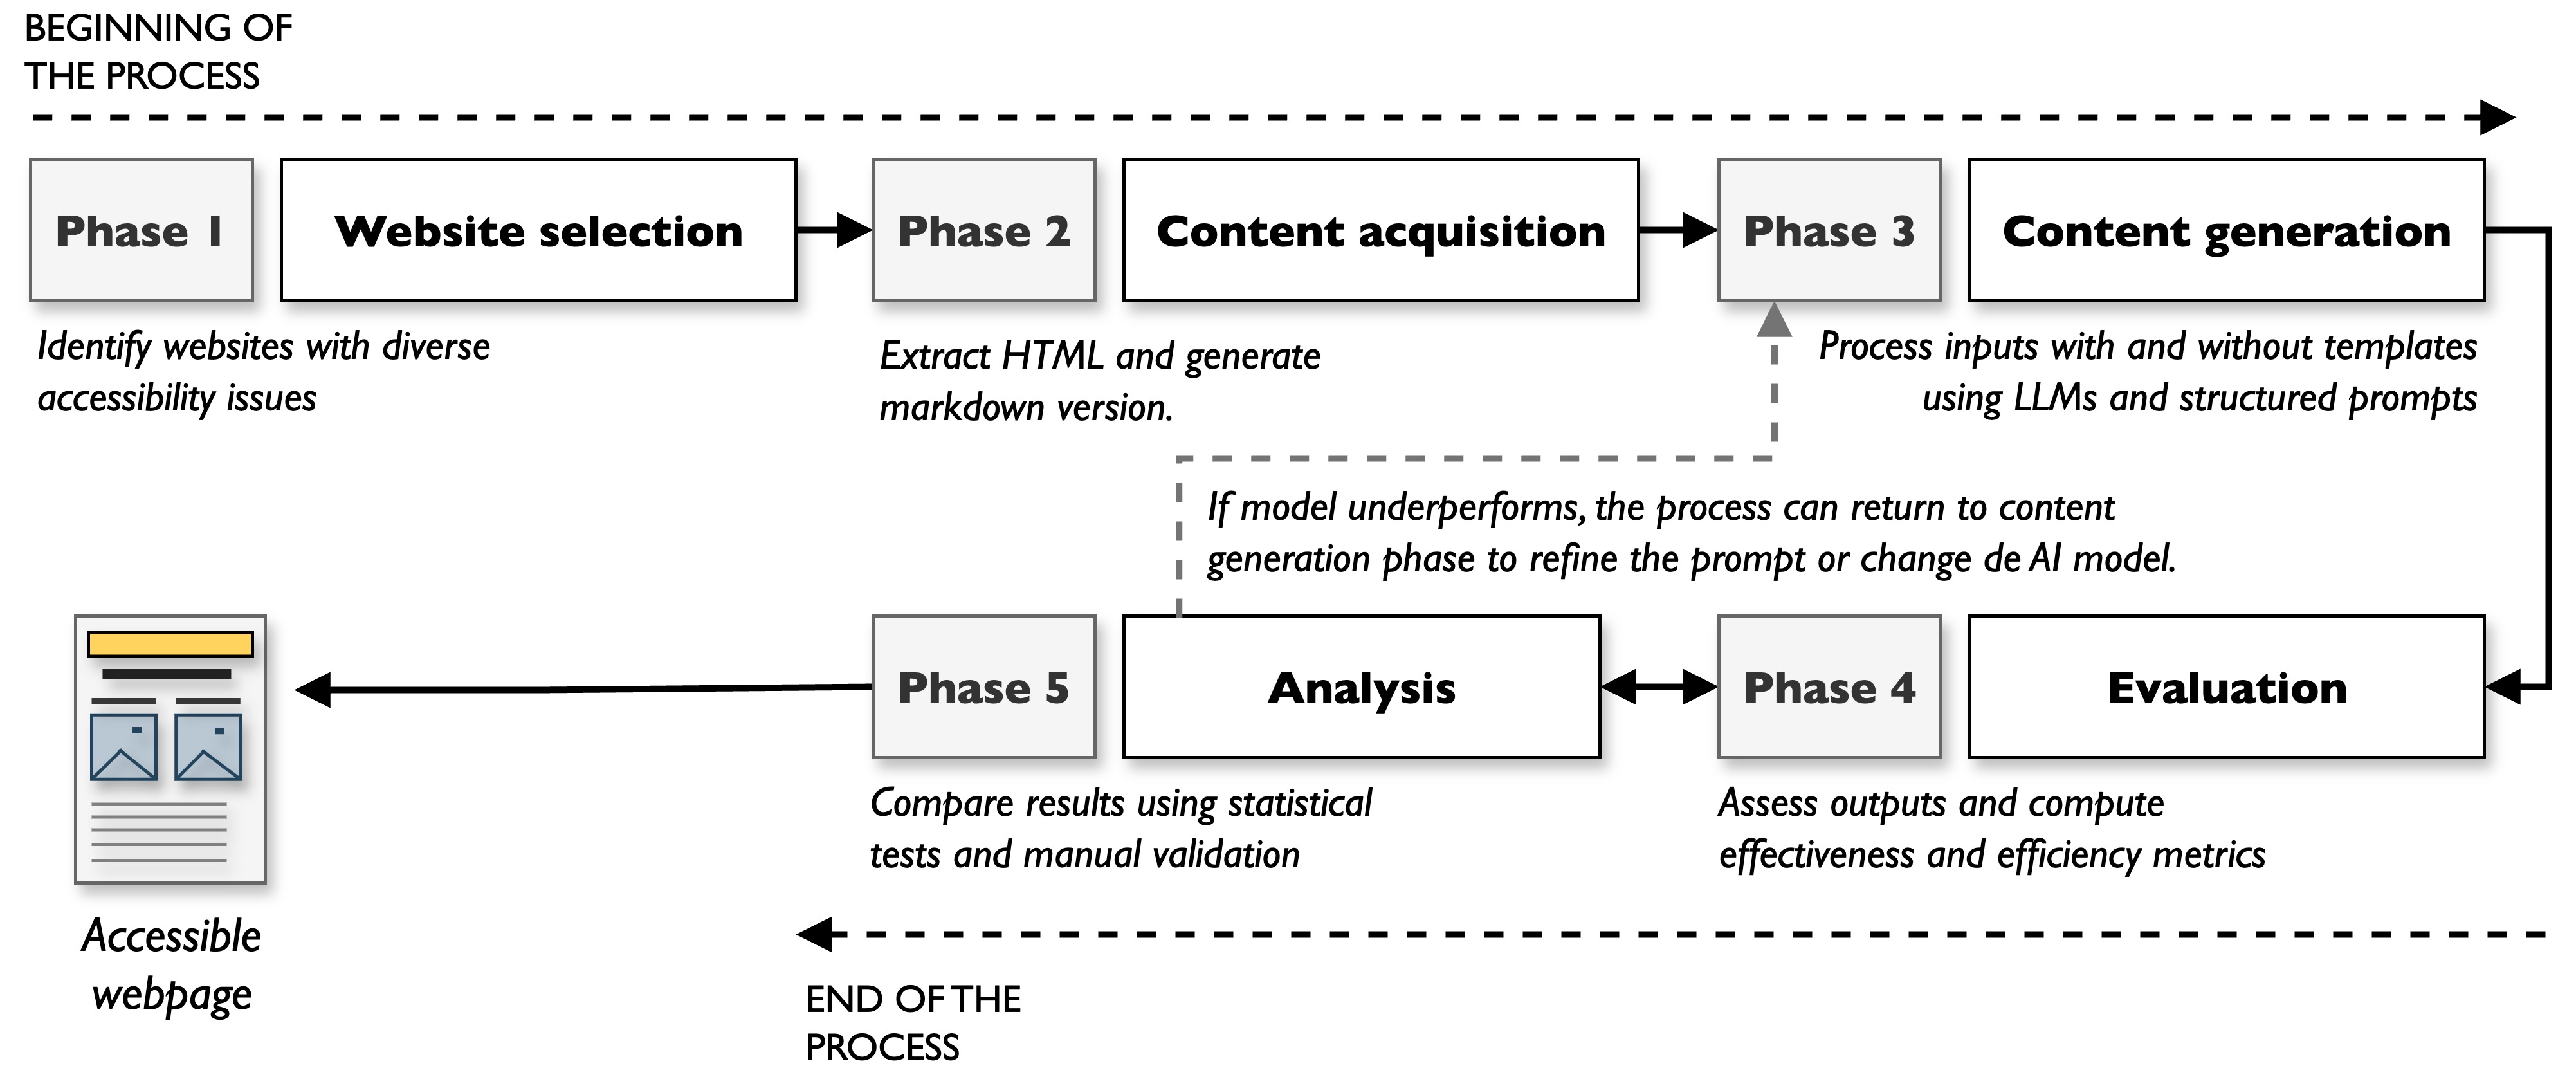 BEGINNING OF
THE PROCESS
Phase 1
Website selection
Phase 2
Content acquisition
Phase 3
Content generation
Identify websites with diverse
accessibility issues
Extract HTML and generate
markdown version.
Process inputs with and without templates
using LLMs and structured prompts
If model underperforms, the process can return to content
generation phase to refine the prompt or change de AI model.
Phase 5
Analysis
Phase 4
Evaluation
Compare results using statistical
tests and manual validation
Assess outputs and compute
effectiveness and efficiency metrics
Accessible
webpage
END OF THE
PROCESS